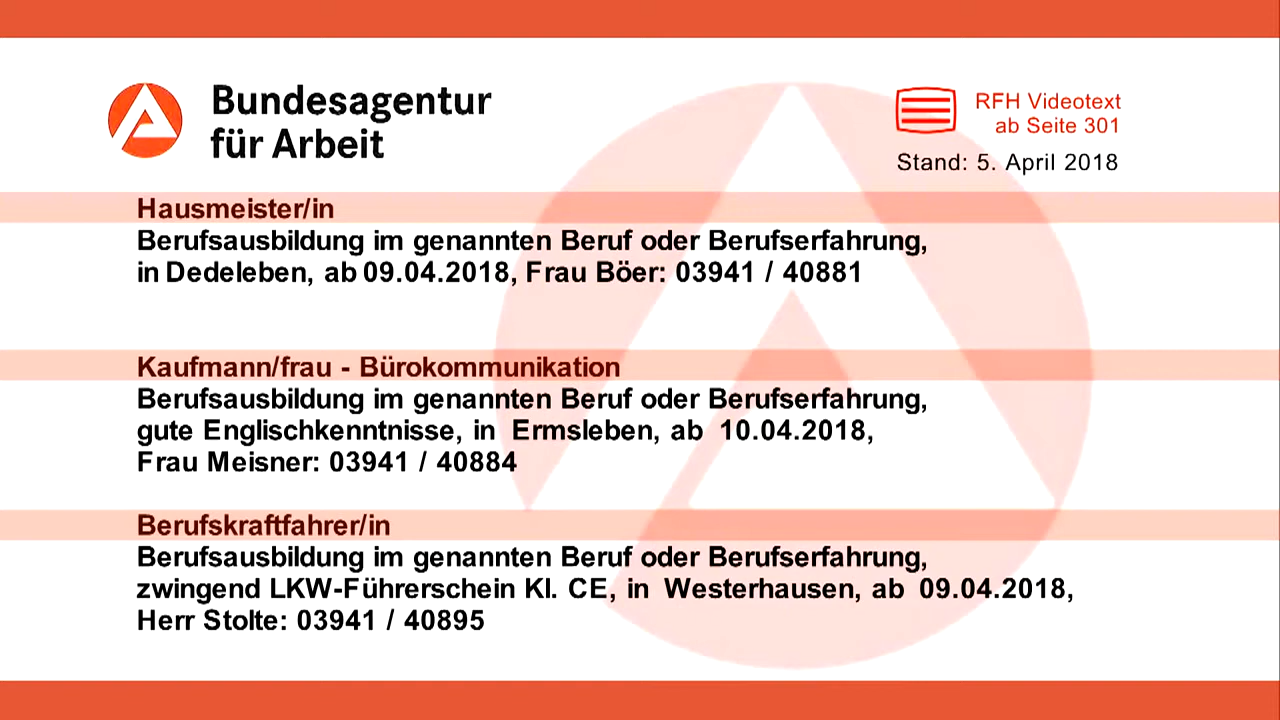 Bundesagentur
für Arbeit
RFH Videotext
ab Seite 301
Stand: 5. April 2018
Hausmeister/in
Berufsausbildung im genannten Beruf oder Berufserfahrung,
in Dedeleben, ab 09.04.2018, Frau Böer: 03941 / 40881
Kaufmann/frau - Bürokommunikation
Berufsausbildung im genannten Beruf oder Berufserfahrung,
gute Englischkenntnisse, in Ermsleben, ab 10.04.2018,
Frau Meisner: 03941 / 40884
Berufskraftfahrer/in
Berufsausbildung im genannten Beruf oder Berufserfahrung,
zwingend LKW-Führerschein Kl. CE, in Westerhausen, ab 09.04.2018,
Herr Stolte: 03941 / 40895